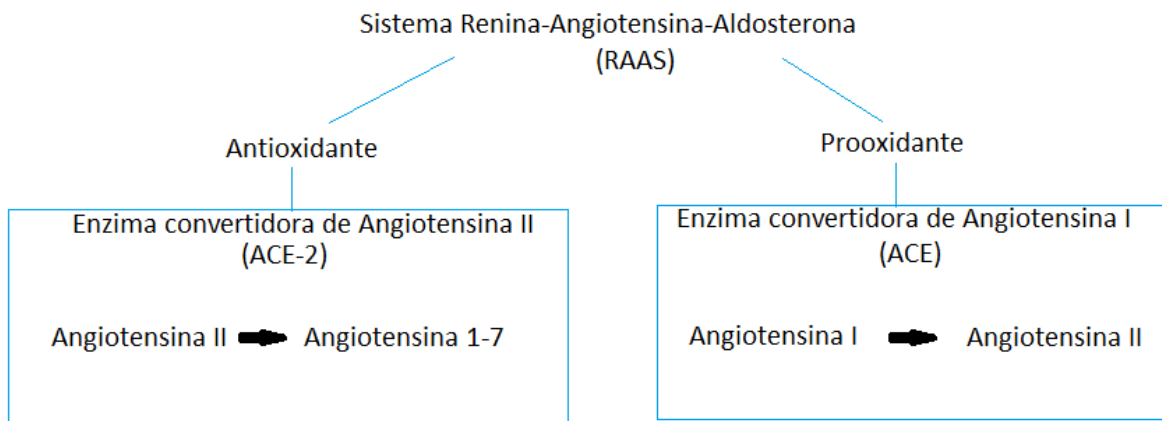 Sistema Renina-Angiotensina-Aldosterona
(RAAS)
Antioxidante
Prooxidante
Enzima convertidora de Angiotensina II
(ACE-2)
Angiotensina II
Angiotensina 1-7
Enzima convertidora de Angiotensina I
(ACE)
Angiotensina I
Angiotensina II